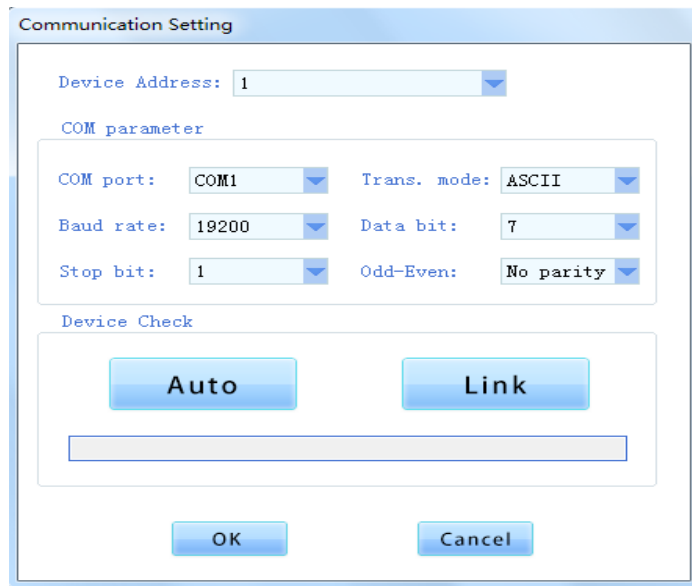 Communication Setting
Device Address: 1
COM parameter
COM port: COM1 Trans. mode: ASCII
Baud rate: 19200 Data bit: 7
Stop bit: 1 Odd-Even: No parity
Device Check
Auto Link
OK Cancel